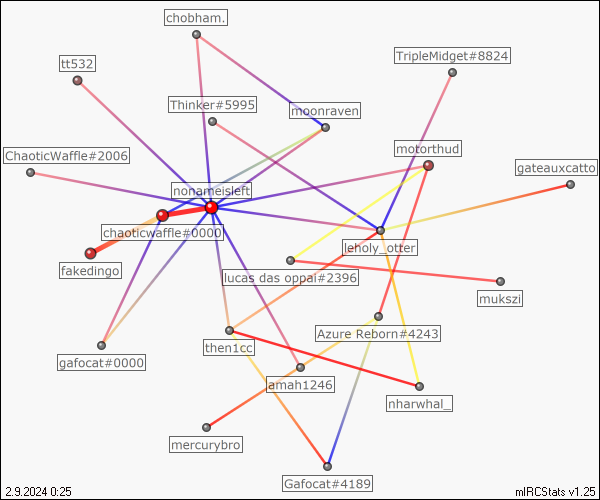 chobham.
TripleMidget#8824
tt532
Thinker#5995
moonraven
ChaoticWaffle#2006
motorthud
gateauxcatto
nonameisleft
chaoticwaffle#0000
leholy_otter
fakedingo
lucas das oppai#2396
mukszi
Azure Reborn#4243
then1cc
gafocat#0000
amah1246
nharwhal_
mercurybro
Gafocat#4189
2.9.2024 0:25
mIRCStats v1.25